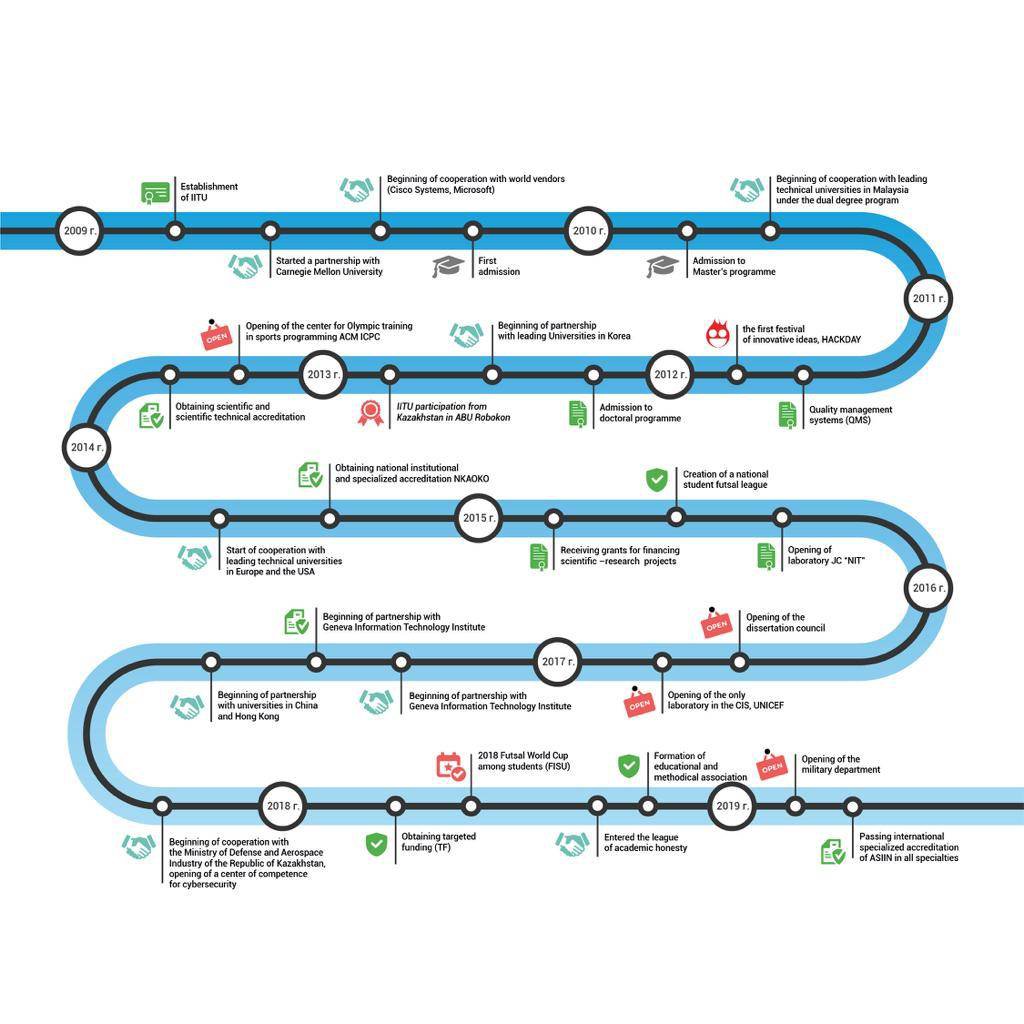 Establishment
of IITU
Beginning of cooperation with world vendors
(Cisco Systems, Microsoft)
Beginning of cooperation with leading
technical universities in Malaysia
under the dual degree program
2009 г.
2010 г.
Started a partnership with
Carnegie Mellon University
First
admission
Admission to
Master's programme
2011 г.
OPEN
Opening of the center for Olympic training
in sports programming ACM ICPC
Beginning of partnership
with leading Universities in Korea
the first festival
of innovative ideas, HACKDAY
2013 г.
2012 г.
Obtaining scientific and
scientific technical accreditation
IITU participation from
Kazakhstan in ABU Robokon
Admission to
doctoral programme
Quality management
systems (QMS)
2014 г.
Obtaining national institutional
and specialized accreditation NKAOKO
Creation of a national
student futsal league
2015 г.
Start of cooperation with
leading technical universities
in Europe and the USA
Receiving grants for financing
scientific –research projects
Opening of
laboratory JC "NIT"
2016 г.
Beginning of partnership with
Geneva Information Technology Institute
OPEN
Opening of the
dissertation council
2017 г.
Beginning of partnership
with universities in China
and Hong Kong
Beginning of partnership with
Geneva Information Technology Institute
OPEN
Opening of the only
laboratory in the CIS, UNICEF
2018 Futsal World Cup
among students (FISU)
Formation of
educational and
methodical association
OPEN
Opening of the
military department
2018 г.
2019 г.
Beginning of cooperation with
the Ministry of Defense and Aerospace
Industry of the Republic of Kazakhstan,
opening of a center of competence
for cybersecurity
Obtaining targeted
funding (TF)
Entered the league
of academic honesty
Passing international
specialized accreditation
of ASIIN in all specialties